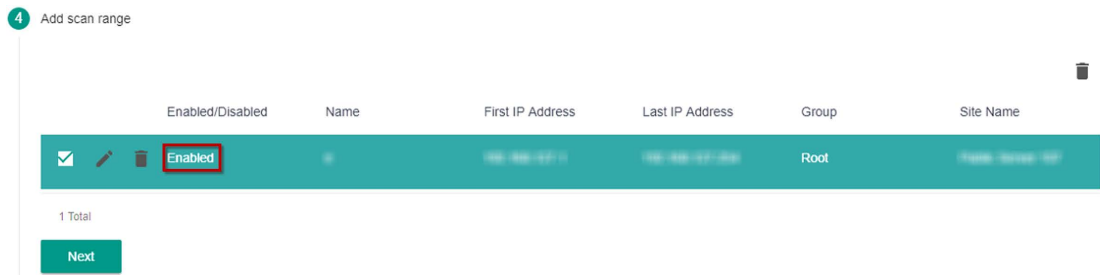 4 Add scan range
Enabled/Disabled Name First IP Address Last IP Address Group Site Name
Enabled Root
1 Total
Next